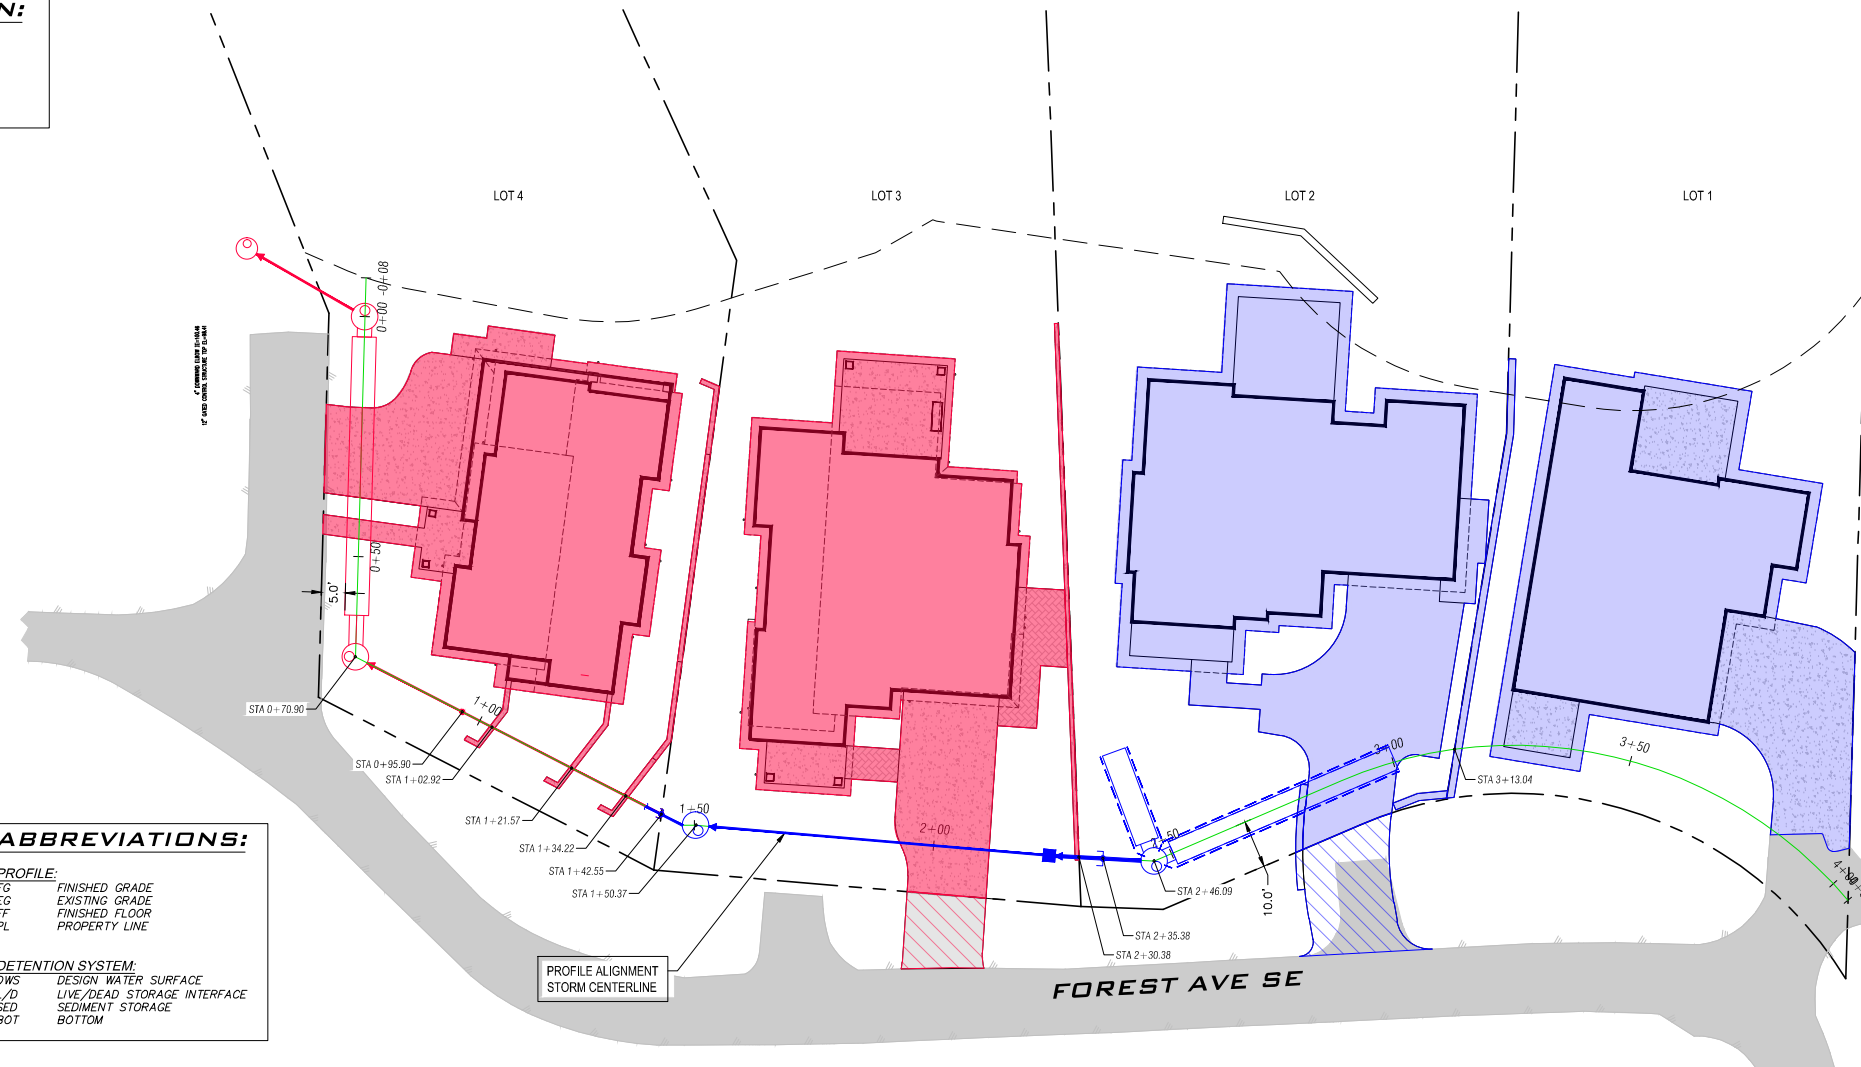 N:
LOT 4
LOT 3
LOT 2
LOT 1
0+00 -0+08
0+50
5.0'
STA 0+70.90
1+00
STA 0+95.90
STA 1+02.92
STA 1+21.57
STA 1+34.22
STA 1+42.55
STA 1+50.37
1+50
2+00
PROFILE ALIGNMENT
STORM CENTERLINE
STA 2+30.38
STA 2+35.38
STA 2+46.09
50
10.0'
3+00
STA 3+13.04
3+50
FOREST AVE SE
ABBREVIATIONS:
PROFILE:
FG FINISHED GRADE
EG EXISTING GRADE
FF FINISHED FLOOR
PL PROPERTY LINE
DETENTION SYSTEM:
DWS DESIGN WATER SURFACE
L/D LIVE/DEAD STORAGE INTERFACE
SED SEDIMENT STORAGE
BOT BOTTOM